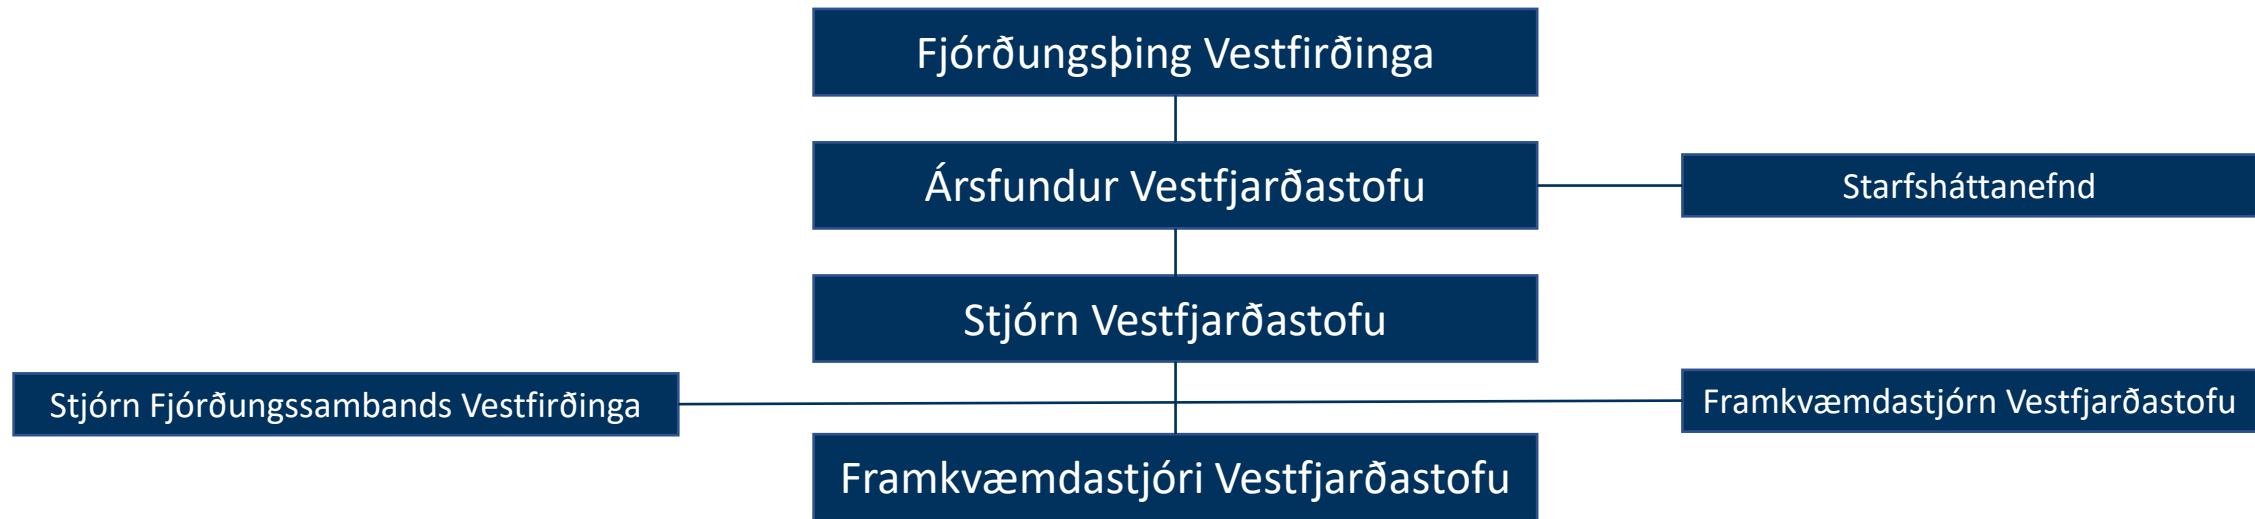 Fjórðungsþing Vestfirðinga
Ársfundur Vestfjarðastofu
Starfsháttanefnd
Stjórn Vestfjarðastofu
Stjórn Fjórðungssambands Vestfirðinga
Framkvæmdastjórn Vestfjarðastofu
Framkvæmdastjóri Vestfjarðastofu